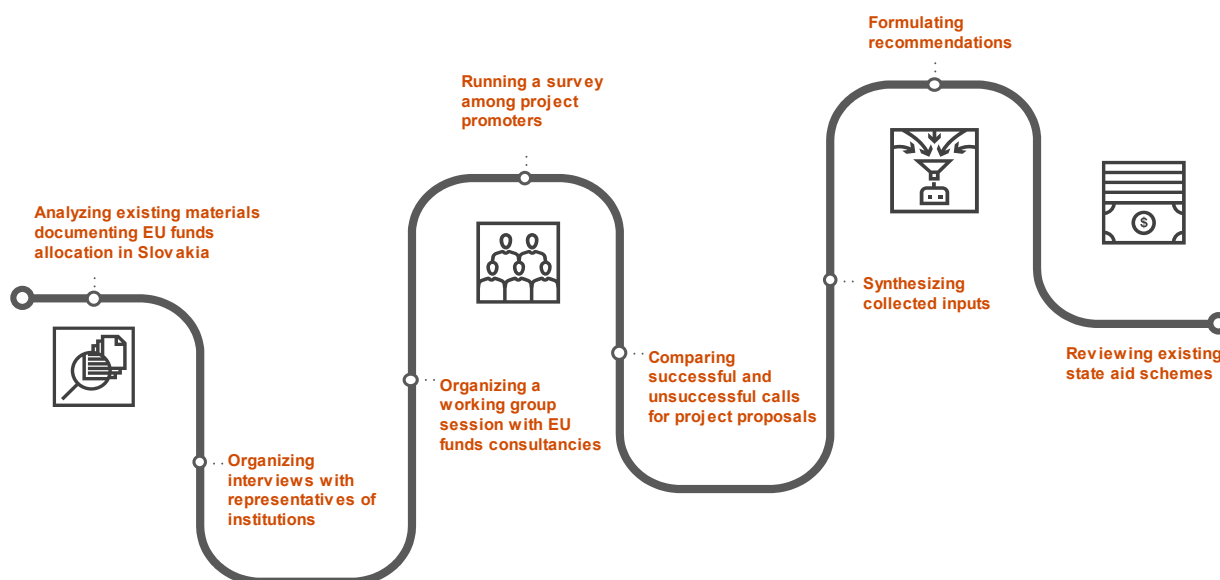 Analyzing existing materials
documenting EU funds
allocation in Slovakia
Organizing
interviews with
representatives of
institutions
Organizing a
working group
session with EU
funds consultancies
Running a survey
among project
promoters
Comparing
successful and
unsuccessful calls
for project proposals
Synthesizing
collected inputs
Formulating
recommendations
$
Reviewing existing
state aid schemes